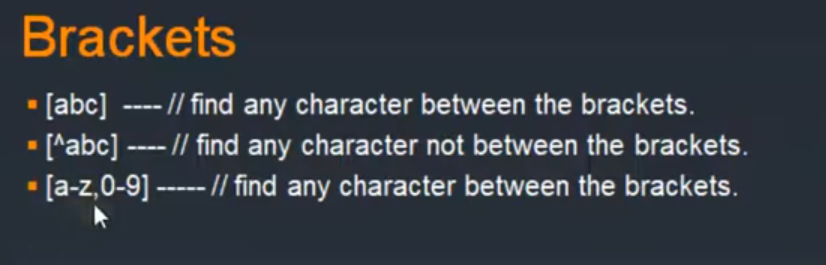 Brackets
▪ [abc] ---- // find any character between the brackets.
▪ [^abc] ---- // find any character not between the brackets.
▪ [a-z,0-9] ----- // find any character between the brackets.